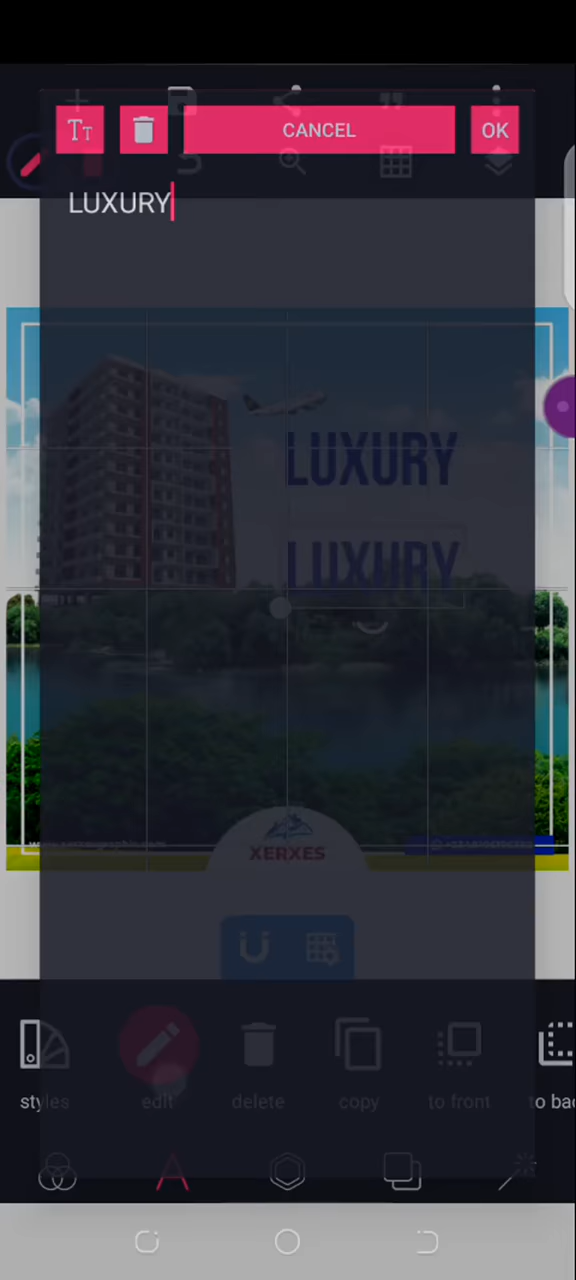 CANCEL
OK
LUXURY
LUXURY
LUXURY
XERXES
styles
edit
delete
copy
to front
to bac